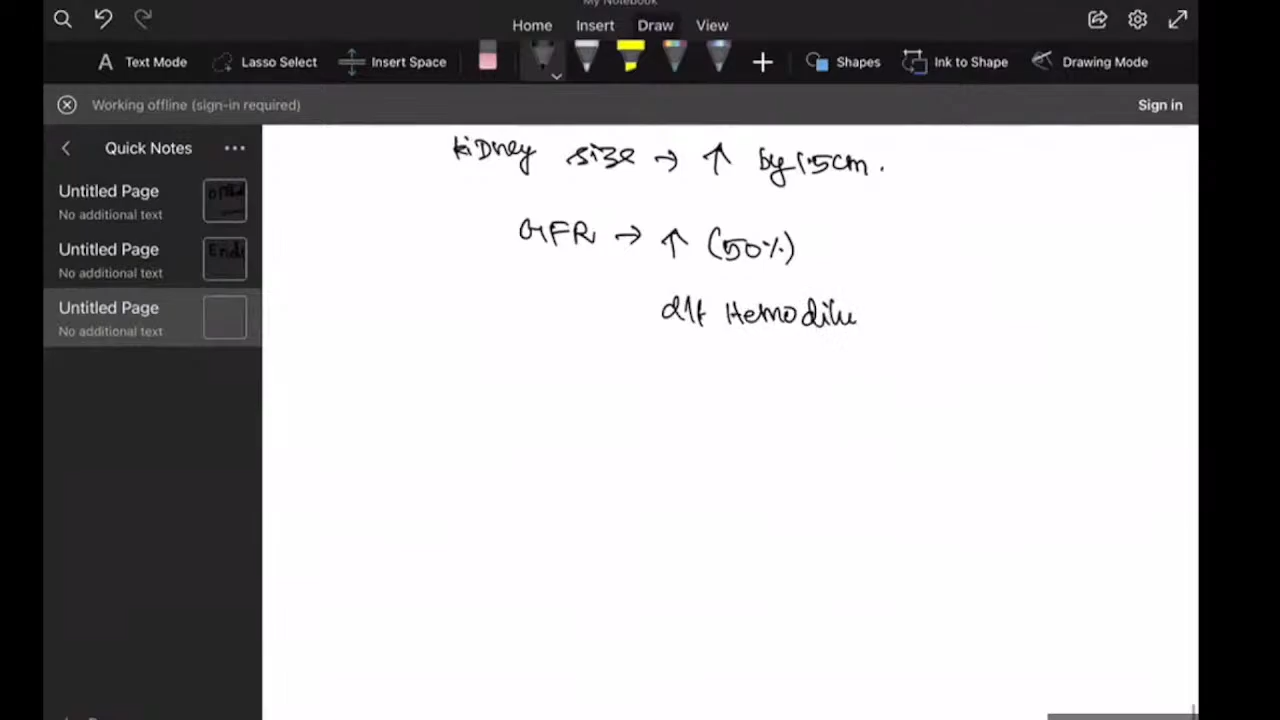 My Notebook
Home Insert Draw View
Text Mode Lasso Select Insert Space Shapes Ink to Shape Drawing Mode
Working offline (sign-in required) Sign in
Quick Notes
Untitled Page
No additional text
Untitled Page
No additional text
Untitled Page
No additional text
kidney size → ↑ by 1.5cm.
GFR → ↑ (50%)
d/t Hemodilu